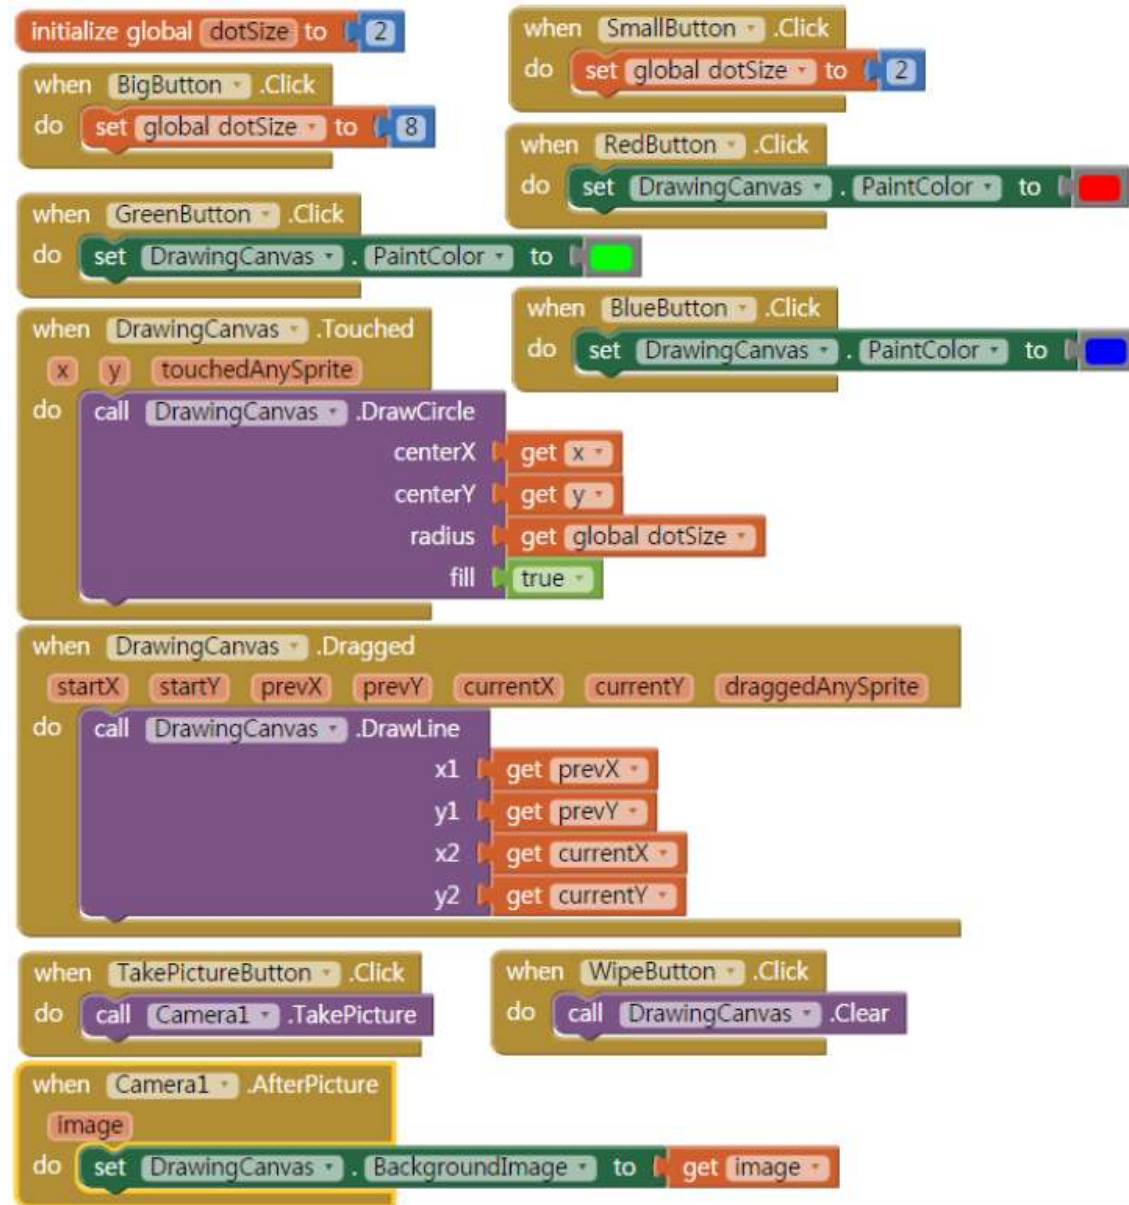 initialize global dotSize to 2
when BigButton .Click
do set global dotSize to 8
when SmallButton .Click
do set global dotSize to 2
when RedButton .Click
do set DrawingCanvas . PaintColor to
when GreenButton .Click
do set DrawingCanvas . PaintColor to
when BlueButton .Click
do set DrawingCanvas . PaintColor to
when DrawingCanvas .Touched
x y touchedAnySprite
do call DrawingCanvas .DrawCircle
centerX get x
centerY get y
radius get global dotSize
fill true
when DrawingCanvas .Dragged
startX startY prevX prevY currentX currentY draggedAnySprite
do call DrawingCanvas .DrawLine
x1 get prevX
y1 get prevY
x2 get currentX
y2 get currentY
when TakePictureButton .Click
do call Camera1 .TakePicture
when WipeButton .Click
do call DrawingCanvas .Clear
when Camera1 .AfterPicture
image
do set DrawingCanvas . BackgroundImage to get image